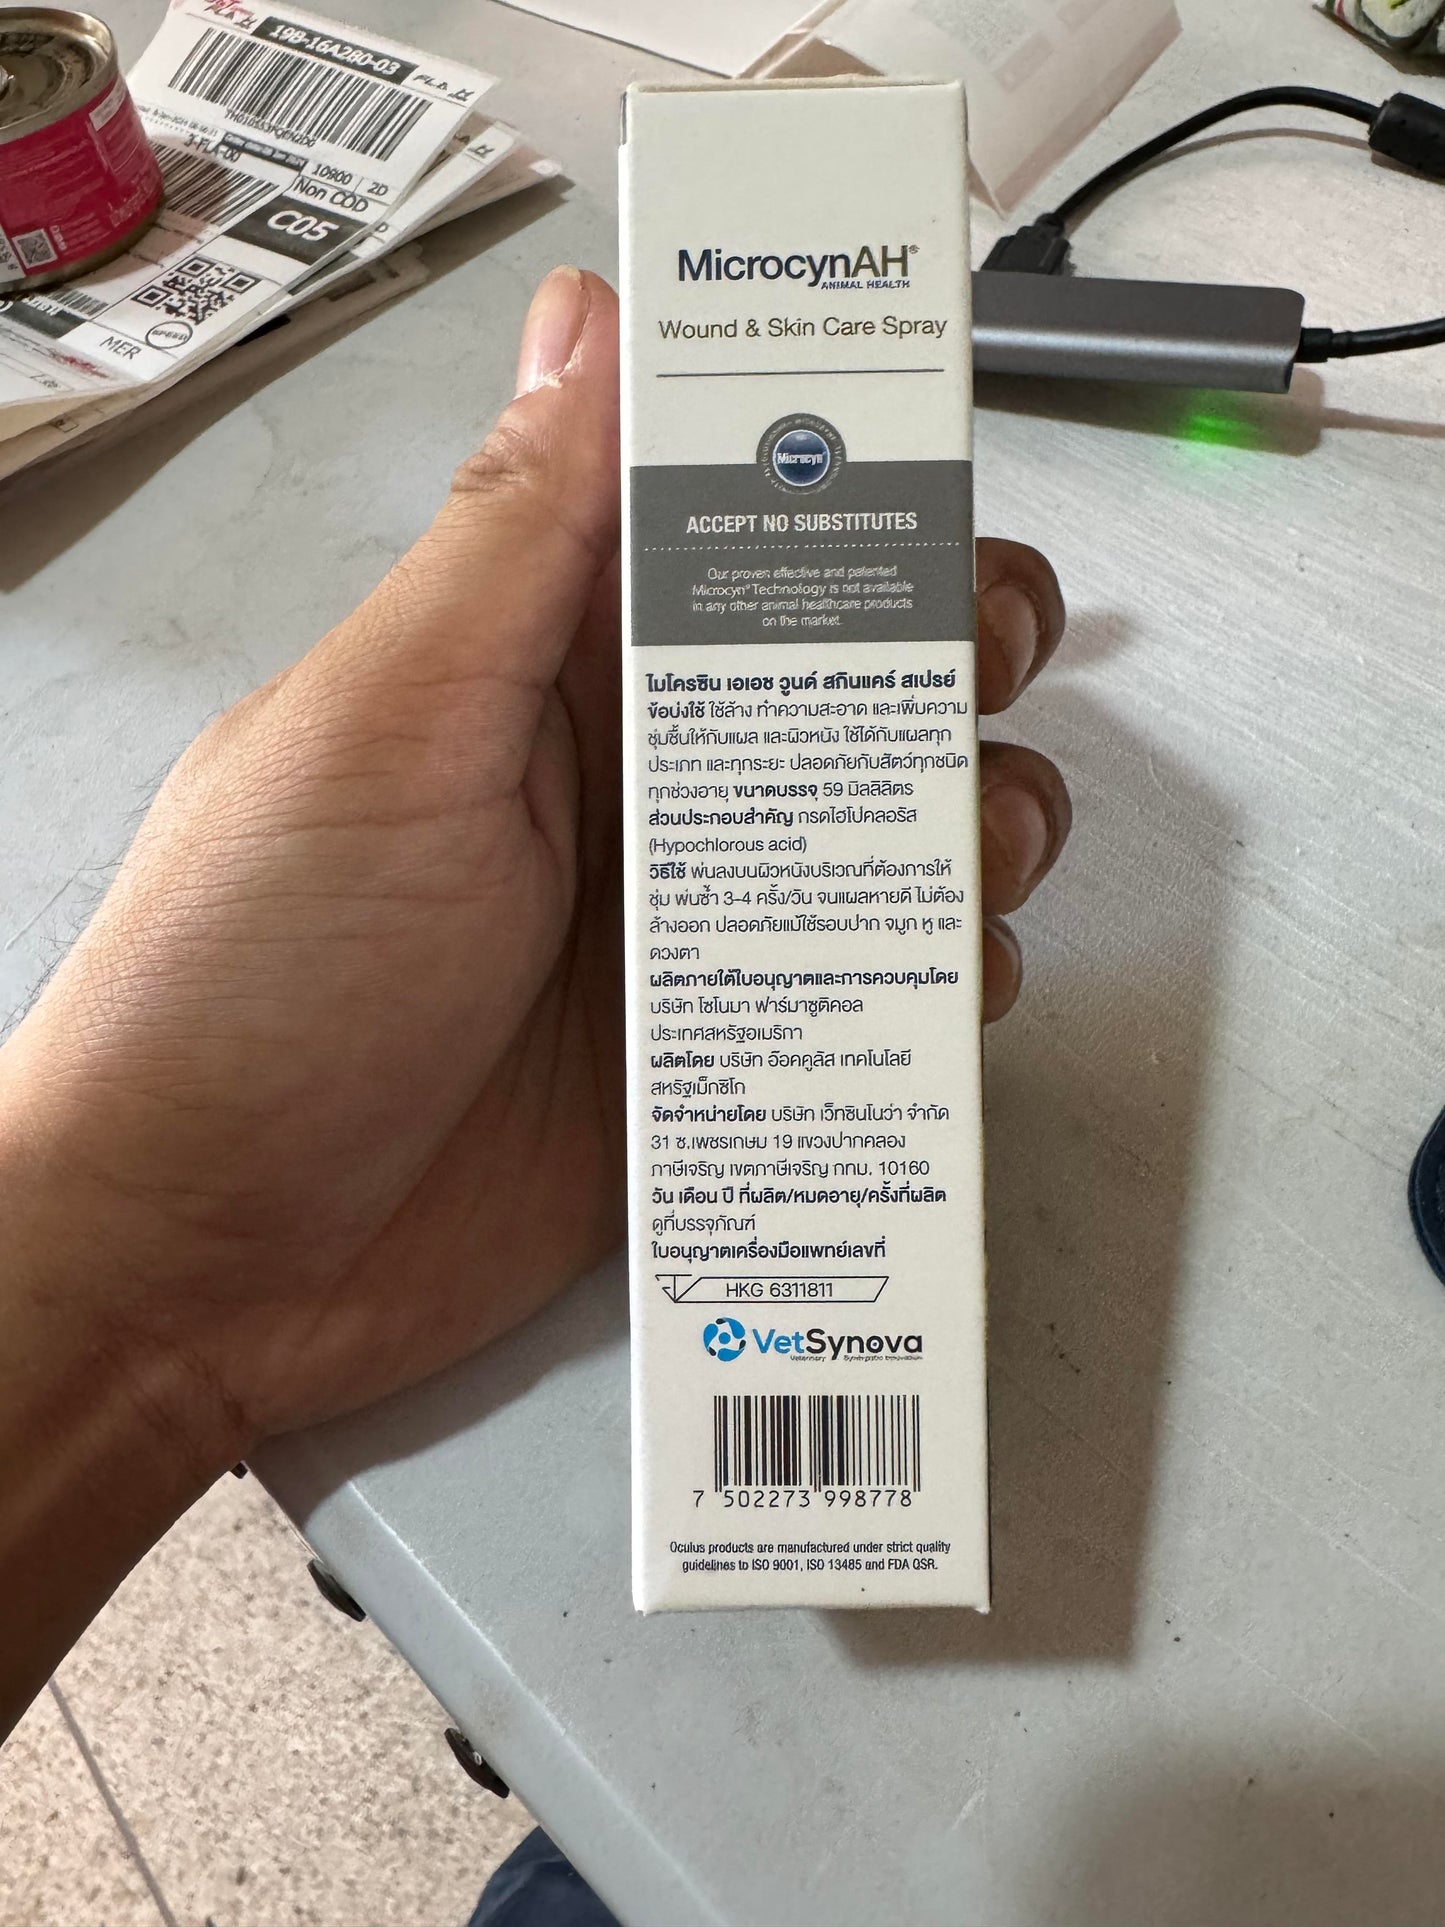 19B-16A2B0-03
3-FLA-00
10900 2D
Non COD
C05
MER
MicrocynAH®
ANIMAL HEALTH
Wound & Skin Care Spray
Microcyn
ACCEPT NO SUBSTITUTES
Our proven effective and patented
Microcyn® Technology is not available
in any other animal healthcare products
on the market.
ไมโครซิน เอเอช วูนด์ สกินแคร์ สเปรย์
ข้อบ่งใช้ ใช้ล้าง ทำความสะอาด และเพิ่มความ
ชุ่มชื้นให้กับแผล และผิวหนัง ใช้ได้กับแผลทุก
ประเภท และทุกระยะ ปลอดภัยกับสัตว์ทุกชนิด
ทุกช่วงอายุ ขนาดบรรจุ 59 มิลลิลิตร
ส่วนประกอบสำคัญ กรดไฮโปคลอริส
(Hypochlorous acid)
วิธีใช้ พ่นลงบนผิวหนังบริเวณที่ต้องการให้
ชุ่ม พ่นซ้ำ 3-4 ครั้ง/วัน จนแผลหายดี ไม่ต้อง
ล้างออก ปลอดภัยแม้ใช้รอบปาก จมูก หู และ
ดวงตา
ผลิตภายใต้ใบอนุญาตและการควบคุมโดย
บริษัท โซโนมา ฟาร์มาซูติคอล
ประเทศสหรัฐอเมริกา
ผลิตโดย บริษัท อ๊อคคูลัส เทคโนโลยี
สหรัฐเม็กซิโก
จัดจำหน่ายโดย บริษัท เว็ทซินโนว่า จำกัด
31 ซ.เพชรเกษม 19 แขวงปากคลอง
ภาษีเจริญ เขตภาษีเจริญ กทม. 10160
วัน เดือน ปี ที่ผลิต/หมดอายุ/ครั้งที่ผลิต
ดูที่บรรจุภัณฑ์
ใบอนุญาตเครื่องมือแพทย์เลขที่
HKG 6311811
VetSynova
7 502273 998778
Oculus products are manufactured under strict quality
guidelines to ISO 9001, ISO 13485 and FDA QSR.